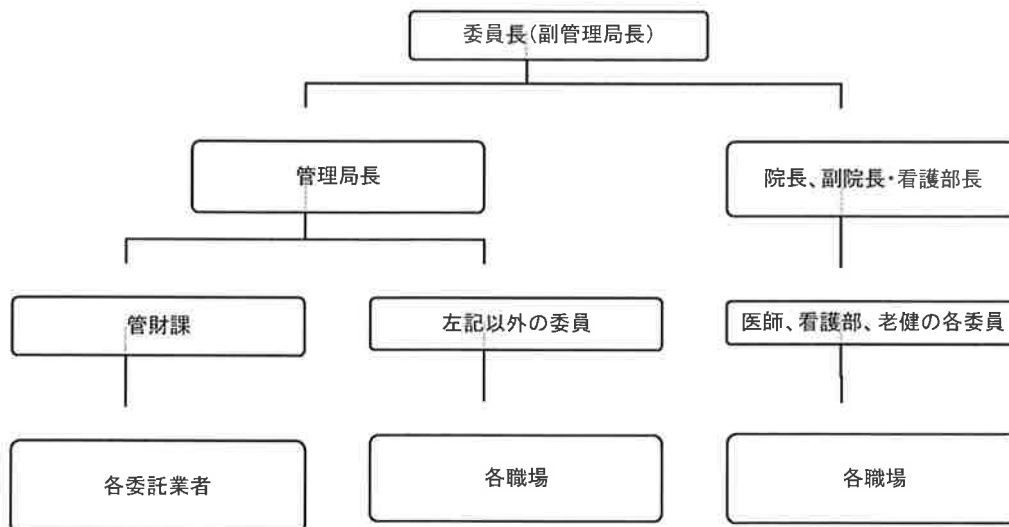 委員長(副管理局長)
管理局長
院長、副院長・看護部長
管財課
左記以外の委員
医師、看護部、老健の各委員
各委託業者
各職場
各職場